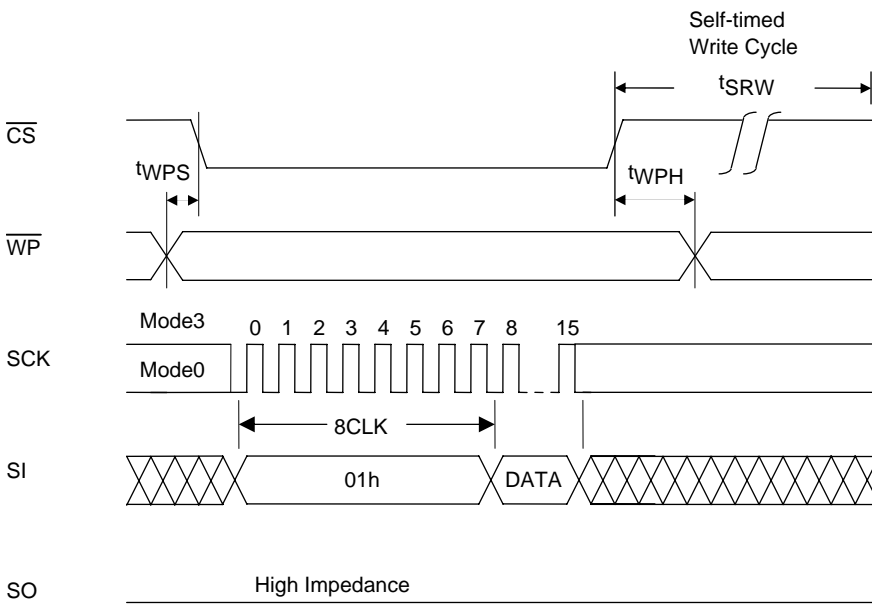 Self-timed
Write Cycle
tSRW
CS
tWPS
tWPH
WP
Mode3
0 1 2 3 4 5 6 7 8 15
SCK
Mode0
8CLK
SI
01h
DATA
SO
High Impedance